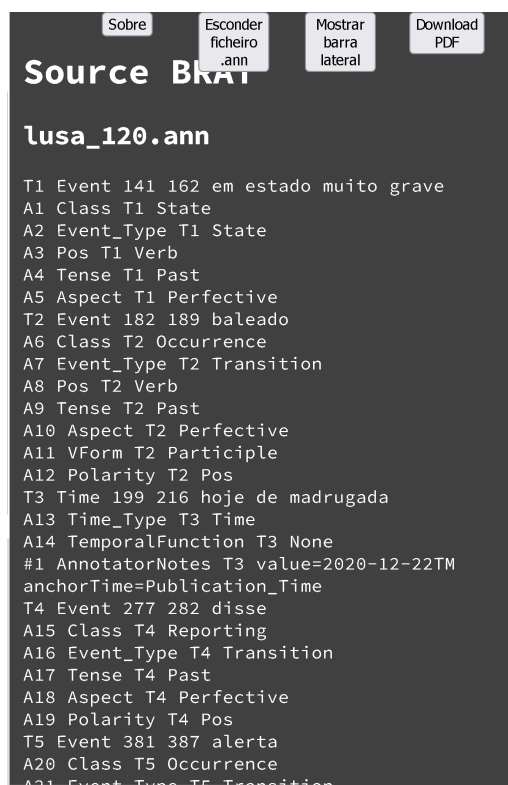 Sobre
Esconder
ficheiro
.ann
Mostrar
barra
lateral
Download
PDF
Source BRAT
lusa_120.ann
T1 Event 141 162 em estado muito grave
A1 Class T1 State
A2 Event_Type T1 State
A3 Pos T1 Verb
A4 Tense T1 Past
A5 Aspect T1 Perfective
T2 Event 182 189 baleado
A6 Class T2 Occurrence
A7 Event_Type T2 Transition
A8 Pos T2 Verb
A9 Tense T2 Past
A10 Aspect T2 Perfective
A11 VForm T2 Participle
A12 Polarity T2 Pos
T3 Time 199 216 hoje de madrugada
A13 Time_Type T3 Time
A14 TemporalFunction T3 None
#1 AnnotatorNotes T3 value=2020-12-22TM
anchorTime=Publication_Time
T4 Event 277 282 disse
A15 Class T4 Reporting
A16 Event_Type T4 Transition
A17 Tense T4 Past
A18 Aspect T4 Perfective
A19 Polarity T4 Pos
T5 Event 381 387 alerta
A20 Class T5 Occurrence
A21 Event_Type T5 Transition